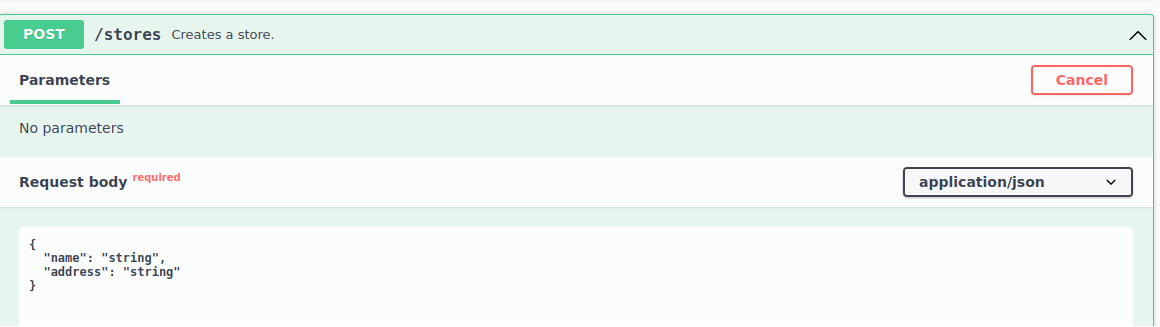 POST /stores Creates a store.
Parameters Cancel
No parameters
Request body required application/json
{
  "name": "string",
  "address": "string"
}